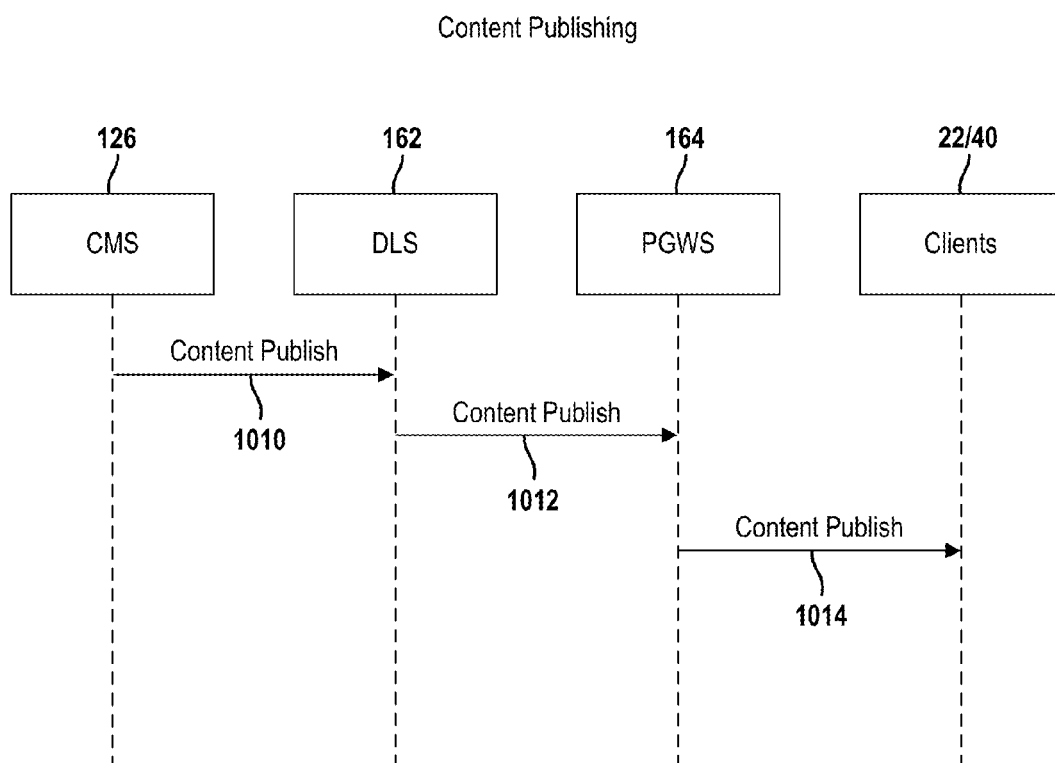 Content Publishing
126 162 164 22/40
CMS DLS PGWS Clients
Content Publish
1010
Content Publish
1012
Content Publish
1014